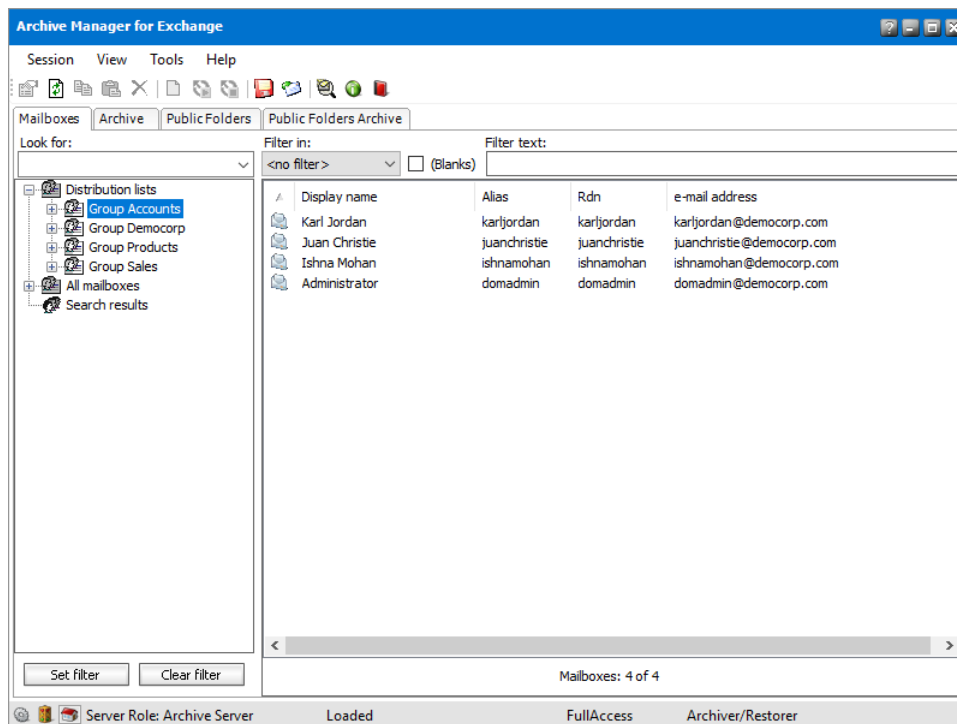 Archive Manager for Exchange
Session View Tools Help
Mailboxes Archive Public Folders Public Folders Archive
Look for: Filter in: Filter text:
<no filter> (Blanks)
Distribution lists
Group Accounts
Group Democorp
Group Products
Group Sales
All mailboxes
Search results
Display name Alias Rdn e-mail address
Karl Jordan karljordan karljordan karljordan@democorp.com
Juan Christie juanchristie juanchristie juanchristie@democorp.com
Ishna Mohan ishnamohan ishnamohan ishnamohan@democorp.com
Administrator domadmin domadmin domadmin@democorp.com
Set filter Clear filter
Mailboxes: 4 of 4
Server Role: Archive Server Loaded FullAccess Archiver/Restorer